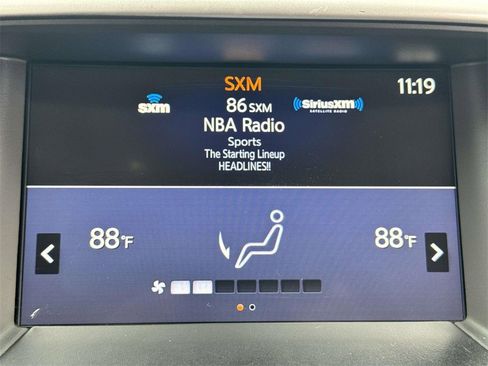 SXM
11:19
sxm
86 SXM
SiriusXM
SATELLITE RADIO
NBA Radio
Sports
The Starting Lineup
HEADLINES!!
88°F
88°F